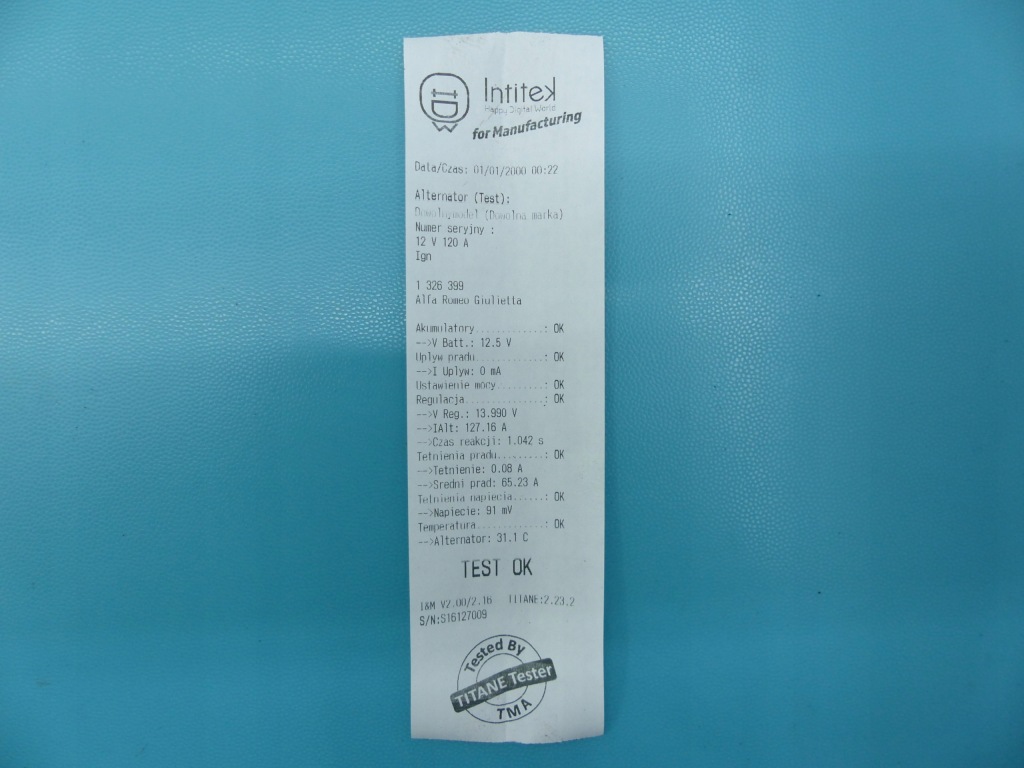 Intitek
Happy Digital World
for Manufacturing
Data/Czas: 01/01/2000 00:22
Alternator (Test):
Dowolny model (Dowolna marka)
Numer seryjny :
12 V 120 A
Ign
1 326 399
Alfa Romeo Giulietta
Akumulatory............: OK
-->V Batt.: 12.5 V
Uplyw pradu............: OK
-->I Uplyw: 0 mA
Ustawienie mocy........: OK
Regulacja..............: OK
-->V Reg.: 13.990 V
-->IAlt: 127.16 A
-->Czas reakcji: 1.042 s
Tetnienia pradu........: OK
-->Tetnienie: 0.08 A
-->Sredni prad: 65.23 A
Tetnienia napiecia.....: OK
-->Napiecie: 91 mV
Temperatura............: OK
-->Alternator: 31.1 C
TEST OK
I&M V2.00/2.16 TITANE:2.23.2
S/N:S16127009
Tested By
TITANE Tester
TMA